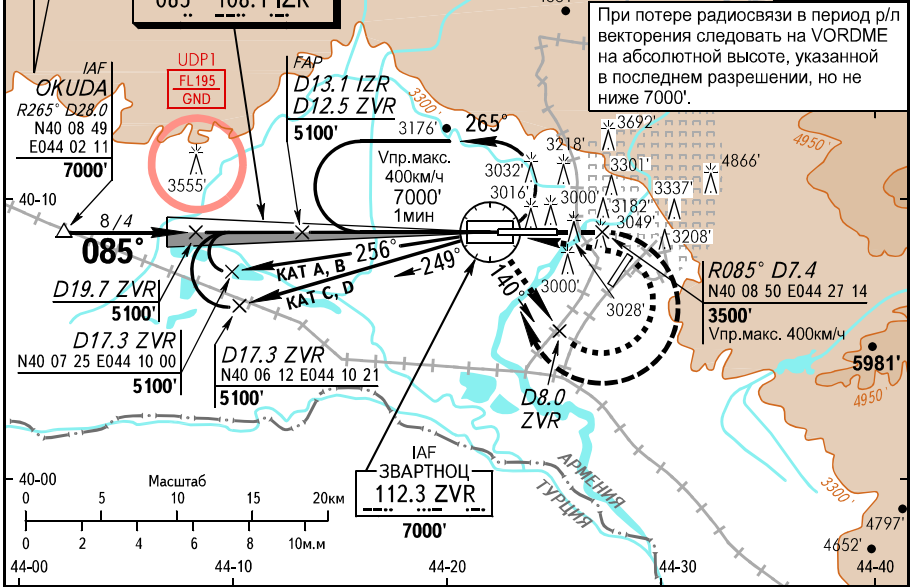 085° 108.1 IZR
При потере радиосвязи в период р/л
векторения следовать на VORDME
на абсолютной высоте, указанной
в последнем разрешении, но не
ниже 7000'.
IAF
OKUDA
R265° D28.0
N40 08 49
E044 02 11
7000'
UDP1
FL195
GND
3555'
FAP
D13.1 IZR
D12.5 ZVR
5100'
3300'
3176'
265°
Vпр.макс.
400км/ч
7000'
1мин
3218'
3032'
3016'
3000'
3692'
3301'
3182'
3049'
3337'
3208'
4866'
4950'
40-10
8/4
085°
256°
КАТ А, В
249°
КАТ C, D
140°
3000'
3028'
R085° D7.4
N40 08 50 E044 27 14
3500'
Vпр.макс. 400км/ч
D19.7 ZVR
5100'
D17.3 ZVR
N40 07 25 E044 10 00
5100'
D17.3 ZVR
N40 06 12 E044 10 21
5100'
D8.0
ZVR
5981'
4950'
IAF
ЗВАРТНОЦ
112.3 ZVR
7000'
АРМЕНИЯ
ТУРЦИЯ
3300'
4797'
4652'
40-00
Масштаб
0 5 10 15 20км
0 2 4 6 8 10м.м
44-00 44-10 44-20 44-30 44-40